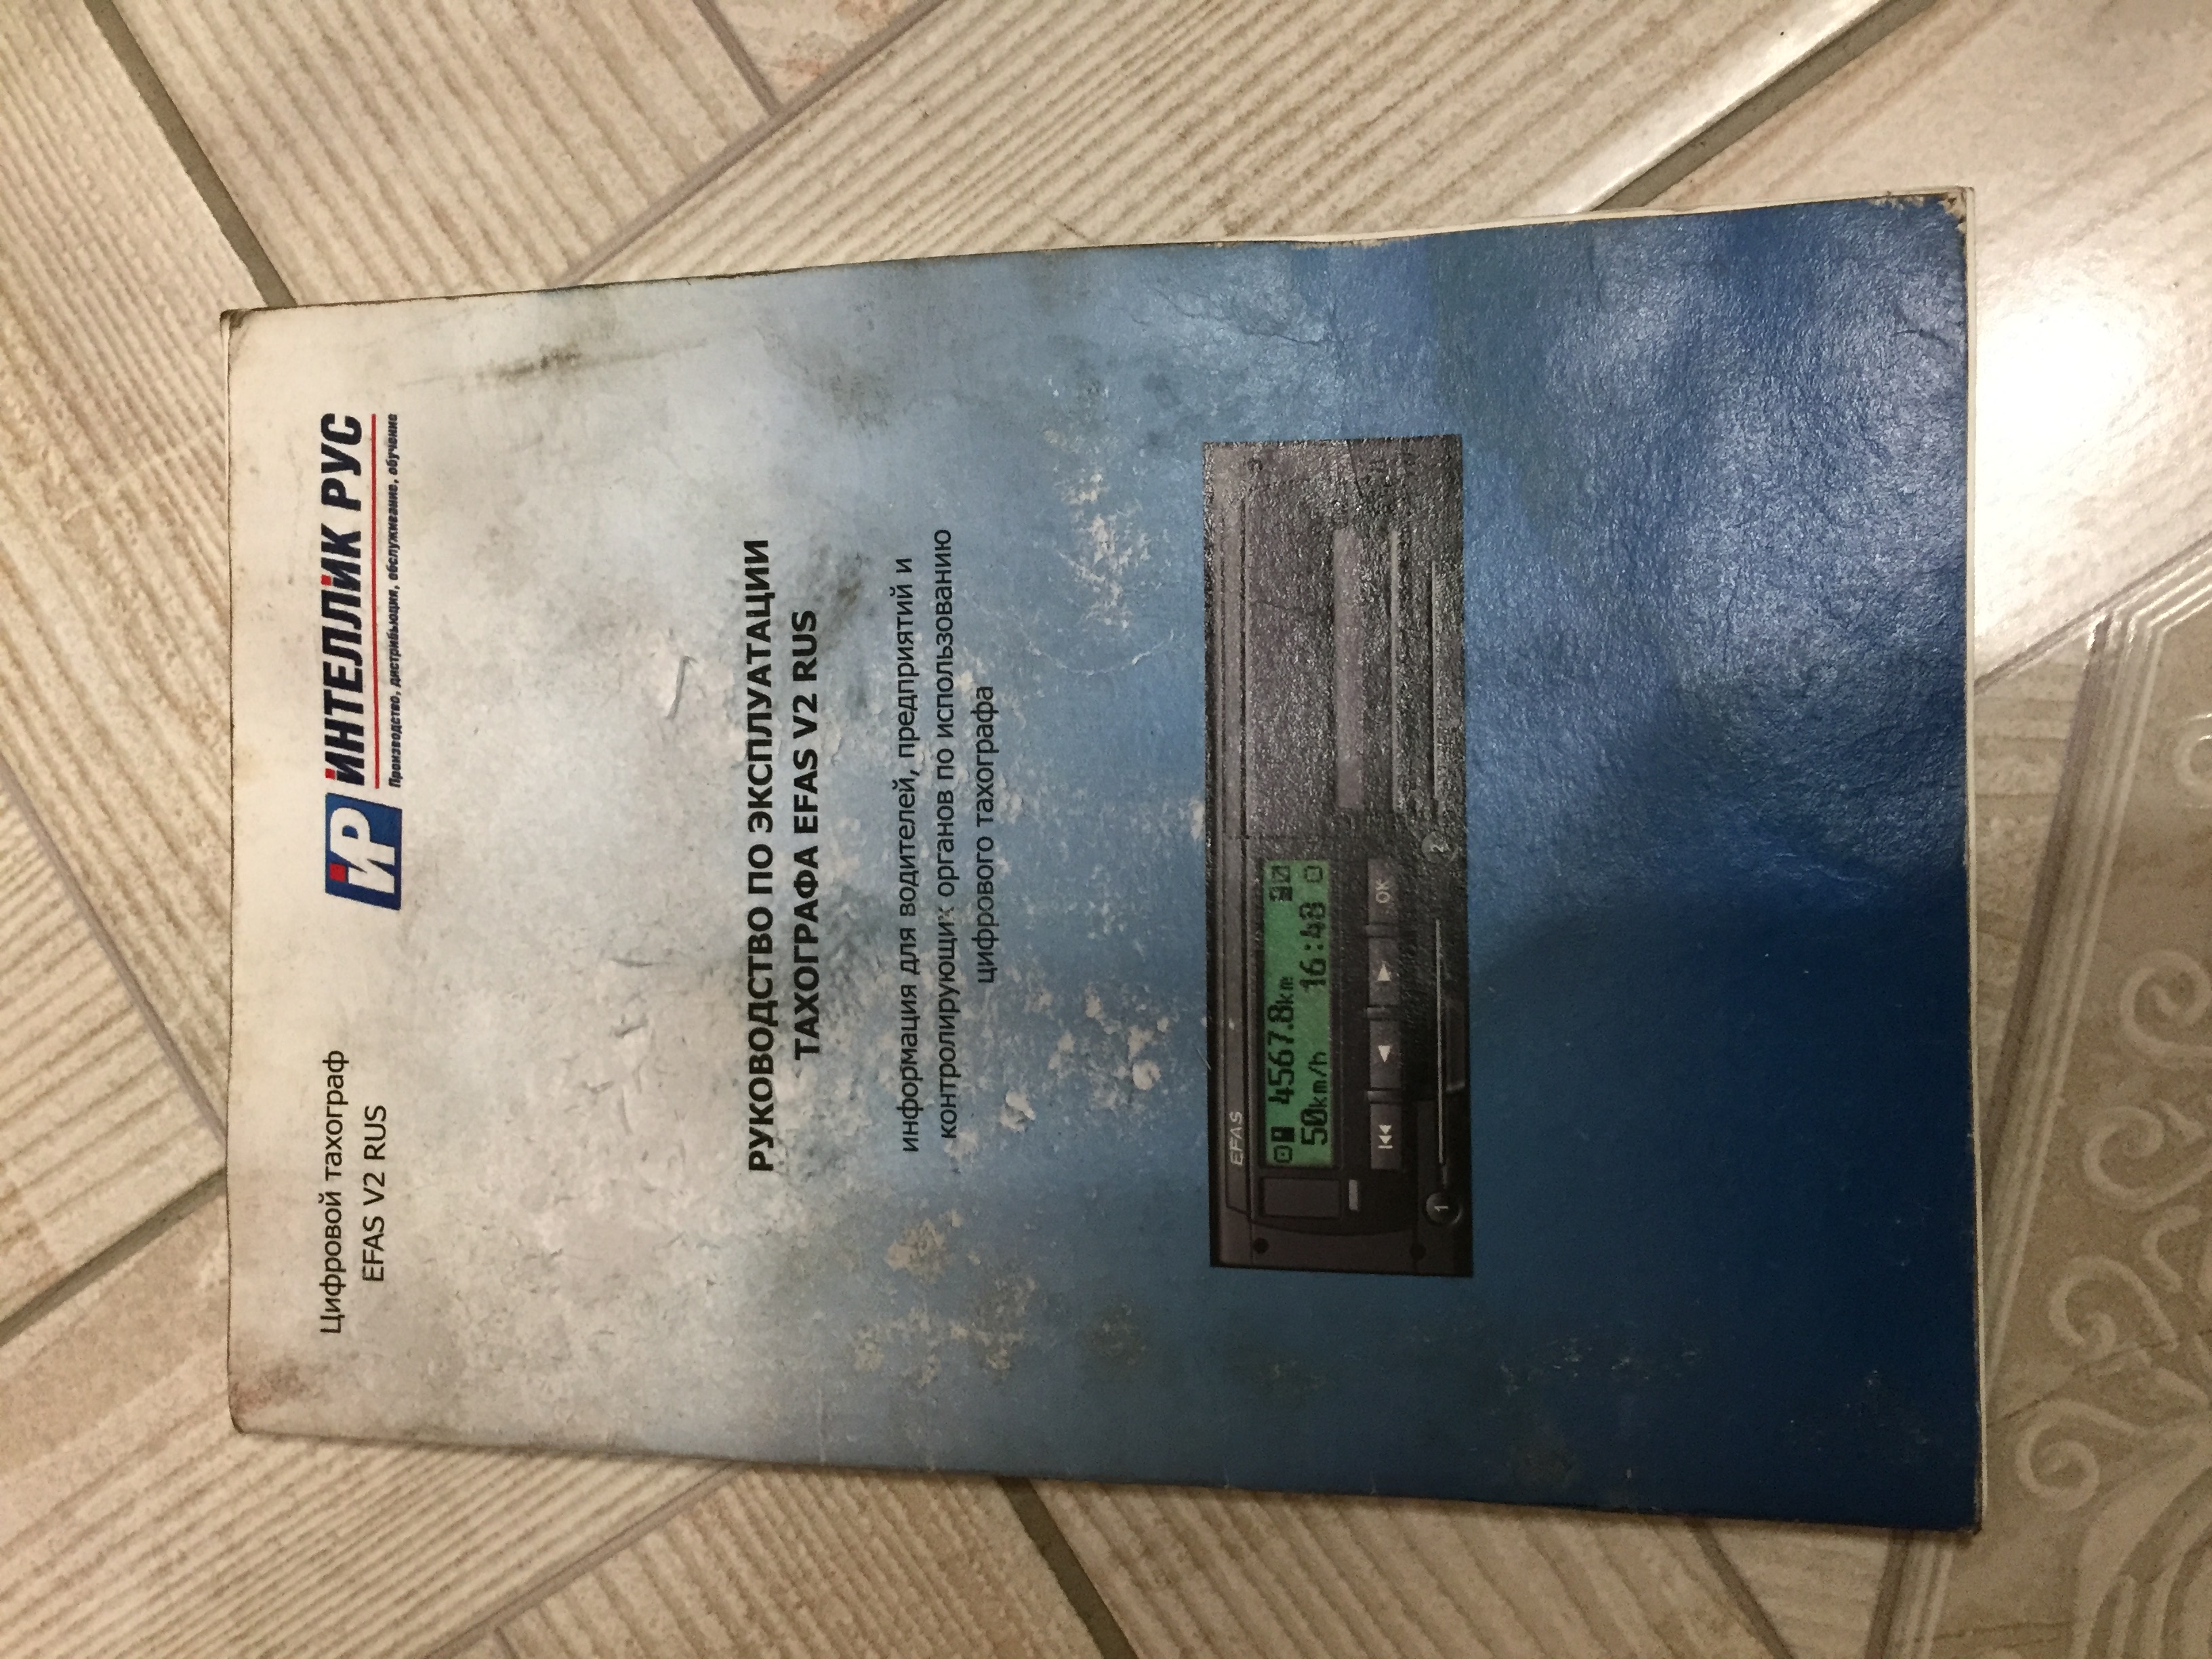 Цифровой тахограф
EFAS V2 RUS
iP ИНТЕЛЛИК РУС
Производство, дистрибьюция, обслуживание, обучение
РУКОВОДСТВО ПО ЭКСПЛУАТАЦИИ
ТАХОГРАФА EFAS V2 RUS
информация для водителей, предприятий и
контролирующих органов по использованию
цифрового тахографа
EFAS
4567.8km
50km/h 16:48
OK
1 2